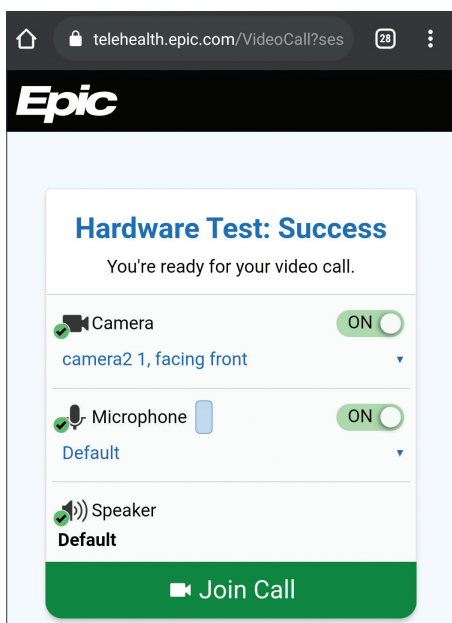 telehealth.epic.com/VideoCall?ses 28
Epic
Hardware Test: Success
You're ready for your video call.
Camera ON
camera2 1, facing front
Microphone ON
Default
Speaker
Default
Join Call